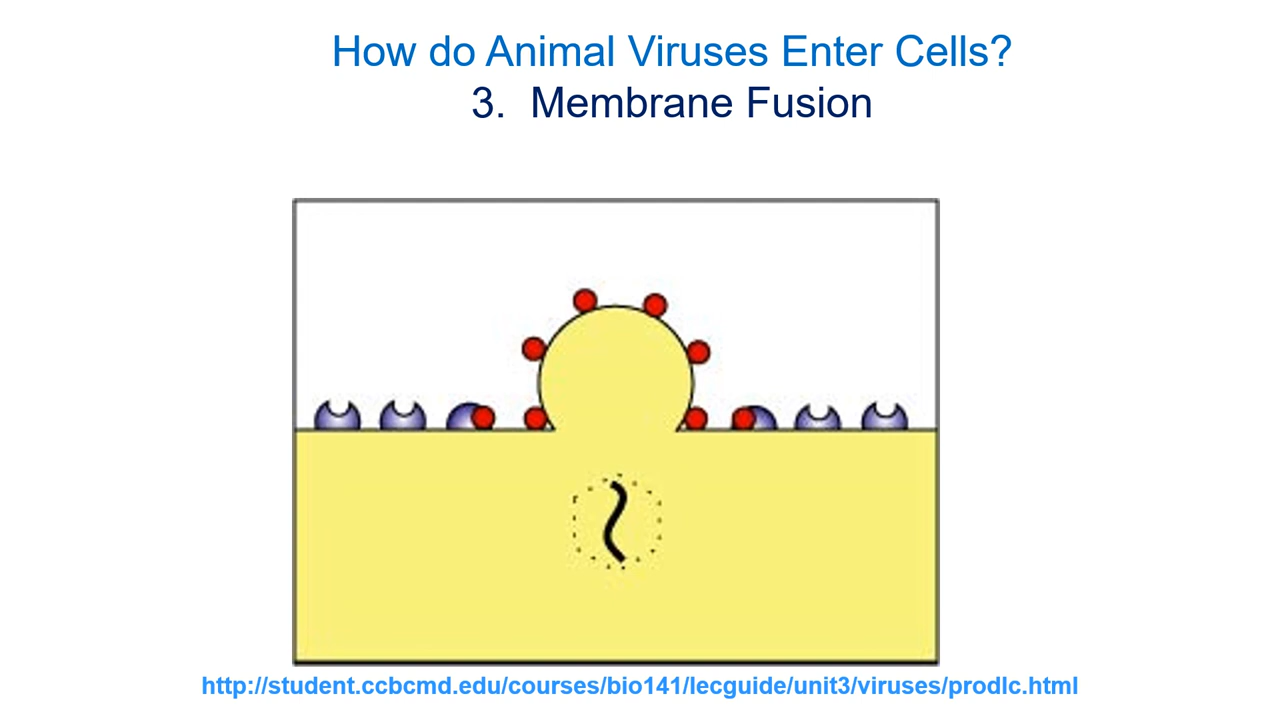 How do Animal Viruses Enter Cells?
3. Membrane Fusion
http://student.ccbcmd.edu/courses/bio141/lecguide/unit3/viruses/prodlc.html